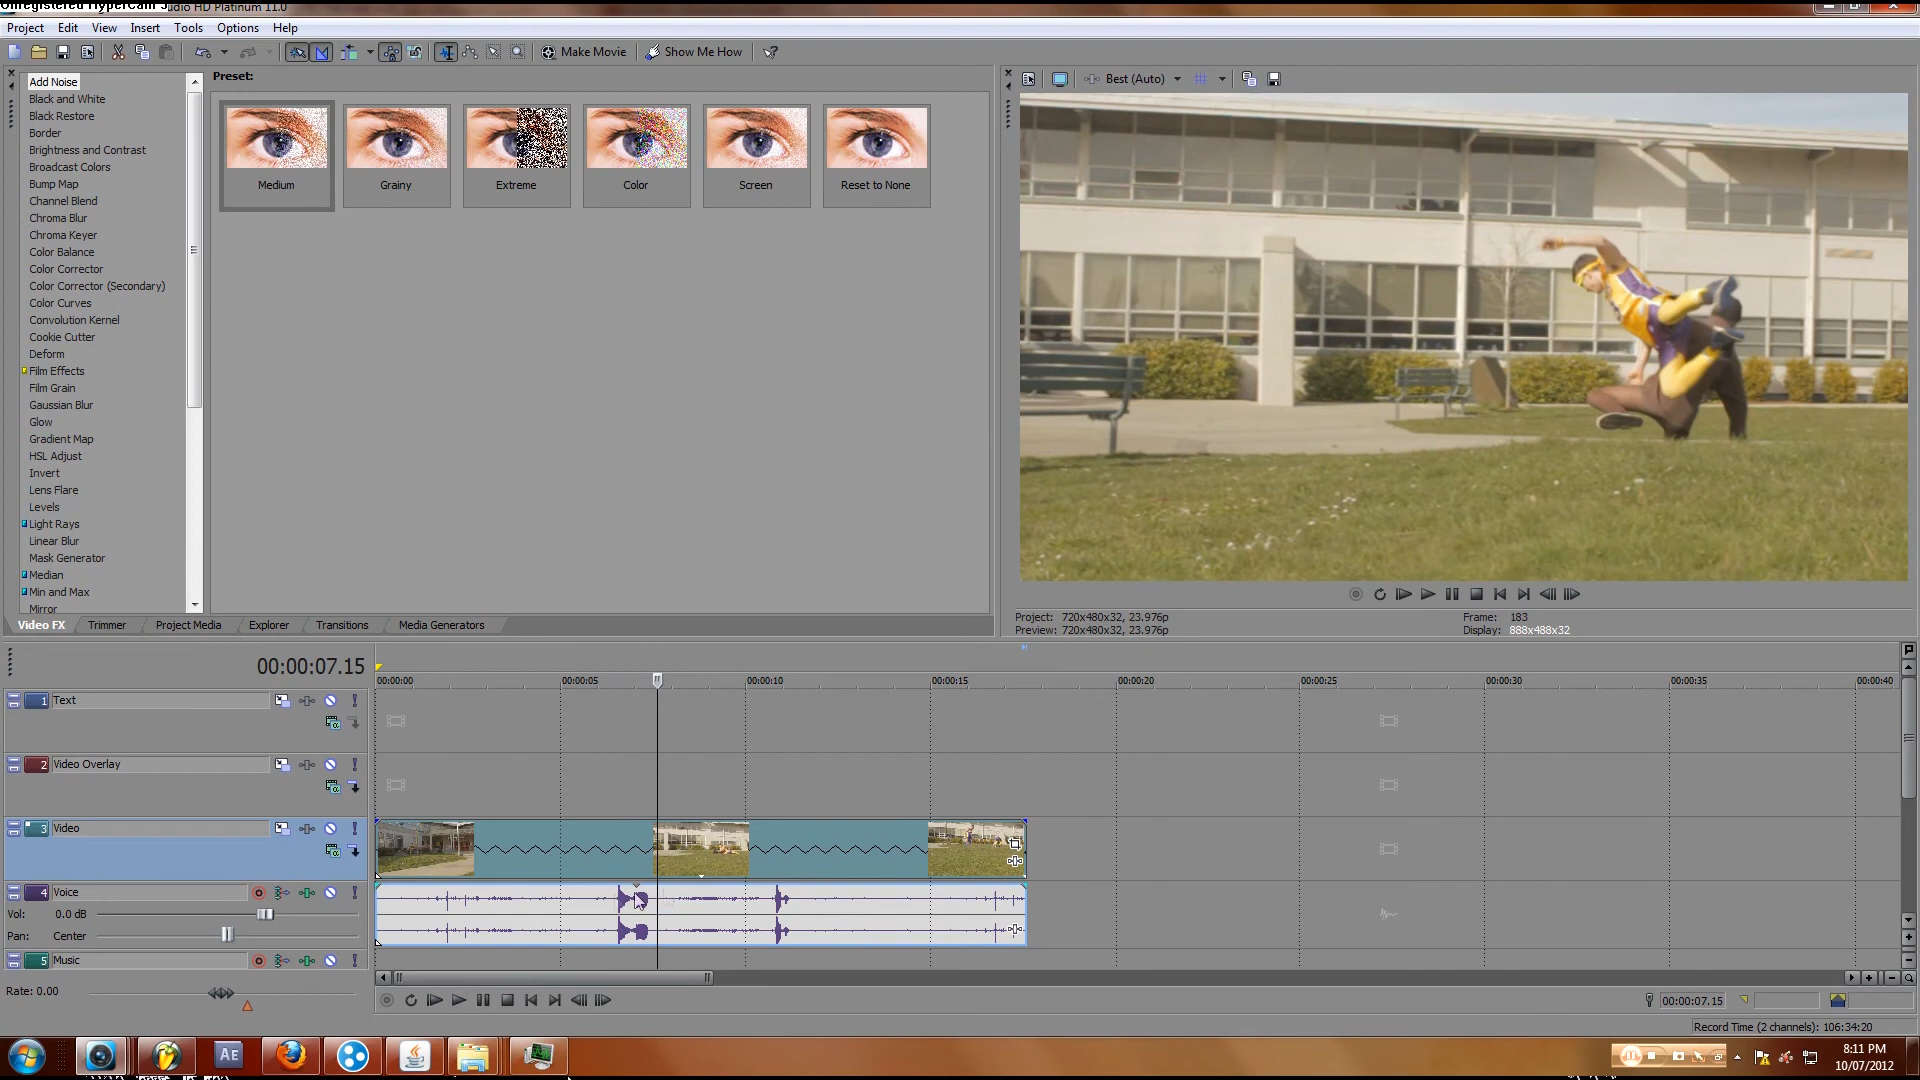 Unregistered HyperCam 3
udio HD Platinum 11.0
Project Edit View Insert Tools Options Help
Make Movie Show Me How
Add Noise
Black and White
Black Restore
Border
Brightness and Contrast
Broadcast Colors
Bump Map
Channel Blend
Chroma Blur
Chroma Keyer
Color Balance
Color Corrector
Color Corrector (Secondary)
Color Curves
Convolution Kernel
Cookie Cutter
Deform
Film Effects
Film Grain
Gaussian Blur
Glow
Gradient Map
HSL Adjust
Invert
Lens Flare
Levels
Light Rays
Linear Blur
Mask Generator
Median
Min and Max
Mirror
Preset:
Medium Grainy Extreme Color Screen Reset to None
Video FX Trimmer Project Media Explorer Transitions Media Generators
Best (Auto)
Project: 720x480x32, 23.976p Frame: 183
Preview: 720x480x32, 23.976p Display: 888x488x32
00:00:07.15
00:00:00 00:00:05 00:00:10 00:00:15 00:00:20 00:00:25 00:00:30 00:00:35 00:00:40
1 Text
2 Video Overlay
3 Video
4 Voice
Vol: 0.0 dB
Pan: Center
5 Music
Rate: 0.00
00:00:07.15
Record Time (2 channels): 106:34:20
AE
8:11 PM
10/07/2012